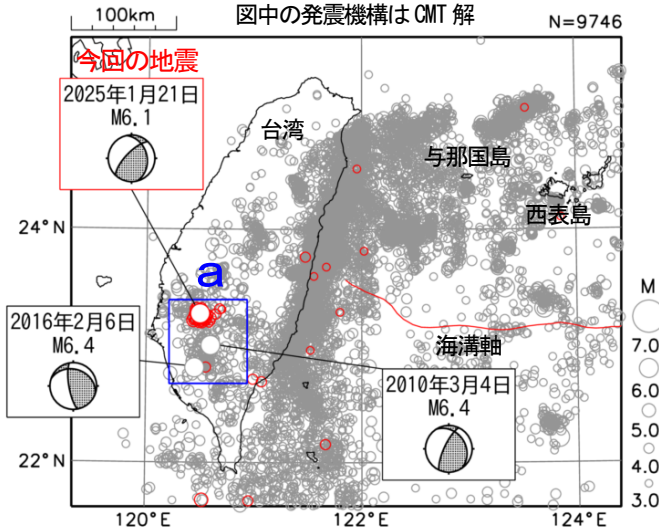 図中の発震機構は CMT 解
N=9746
100km
今回の地震
2025年1月21日
M6.1
台湾
与那国島
西表島
24°N
a
2016年2月6日
M6.4
海溝軸
2010年3月4日
M6.4
M
7.0
6.0
5.0
4.0
3.0
22°N
120°E
122°E
124°E